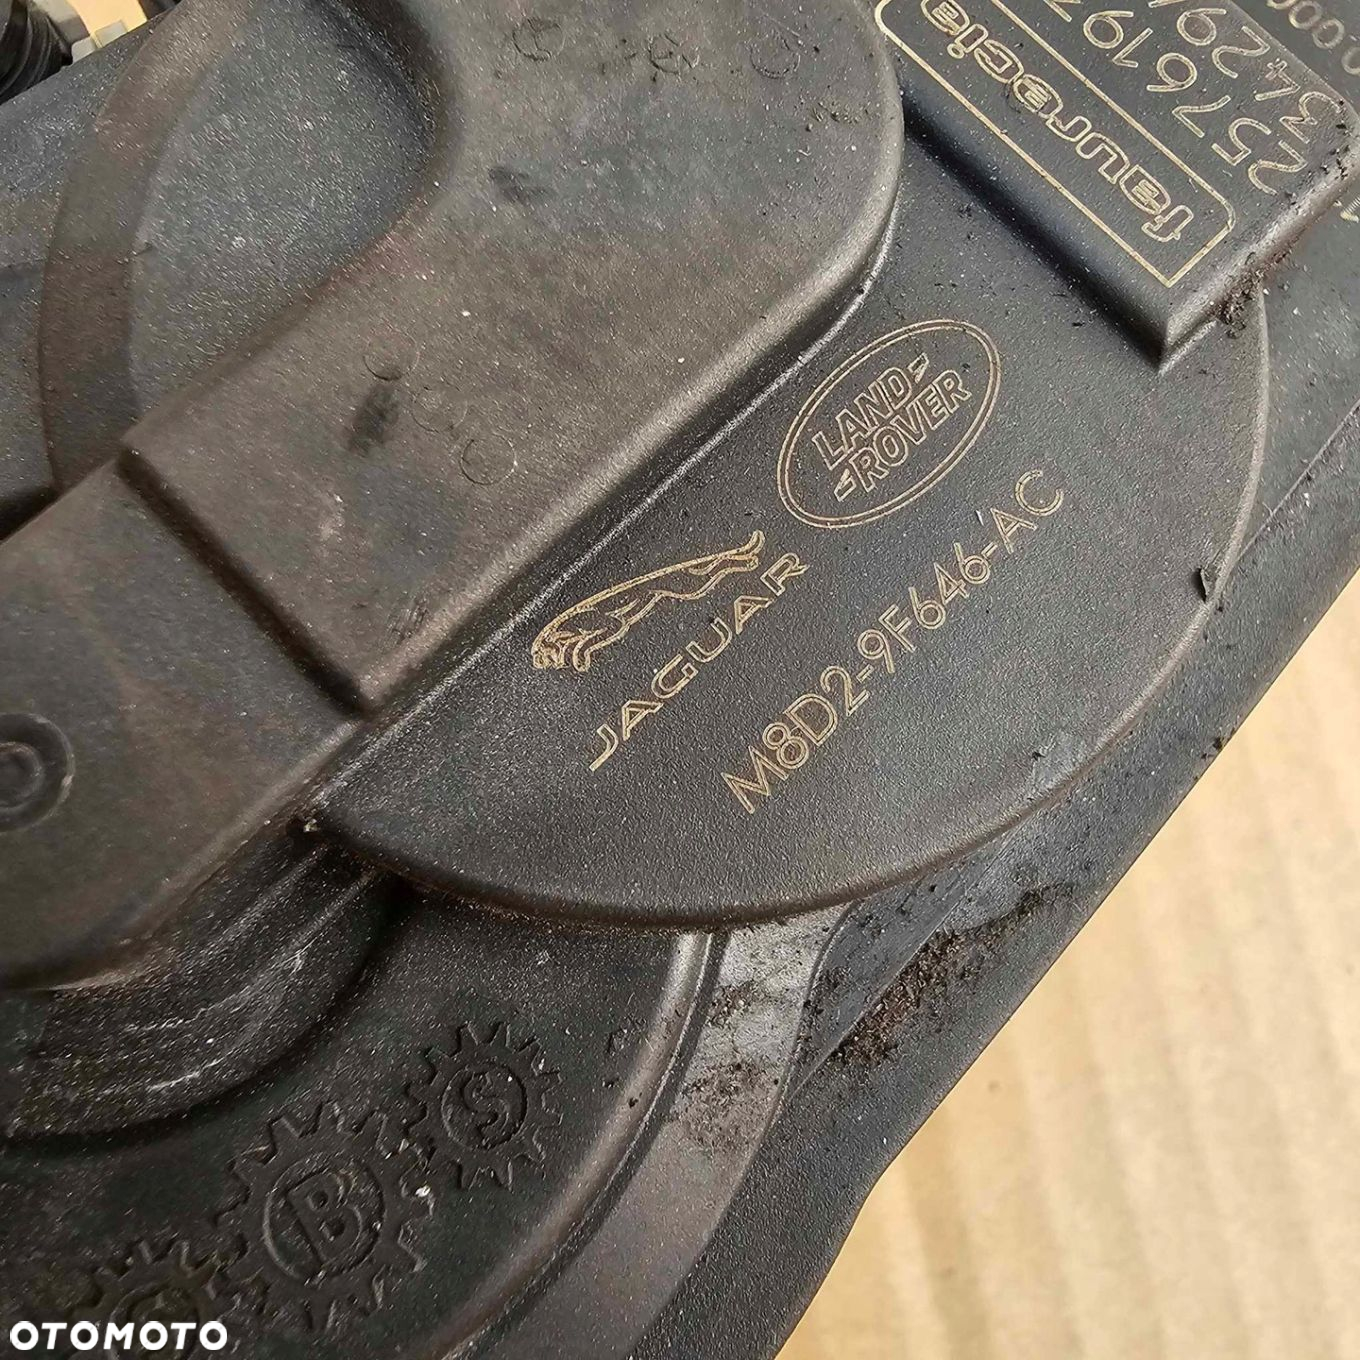 faurecia
LAND
ROVER
JAGUAR
M8D2-9F646-AC
B
S
OTOMOTO